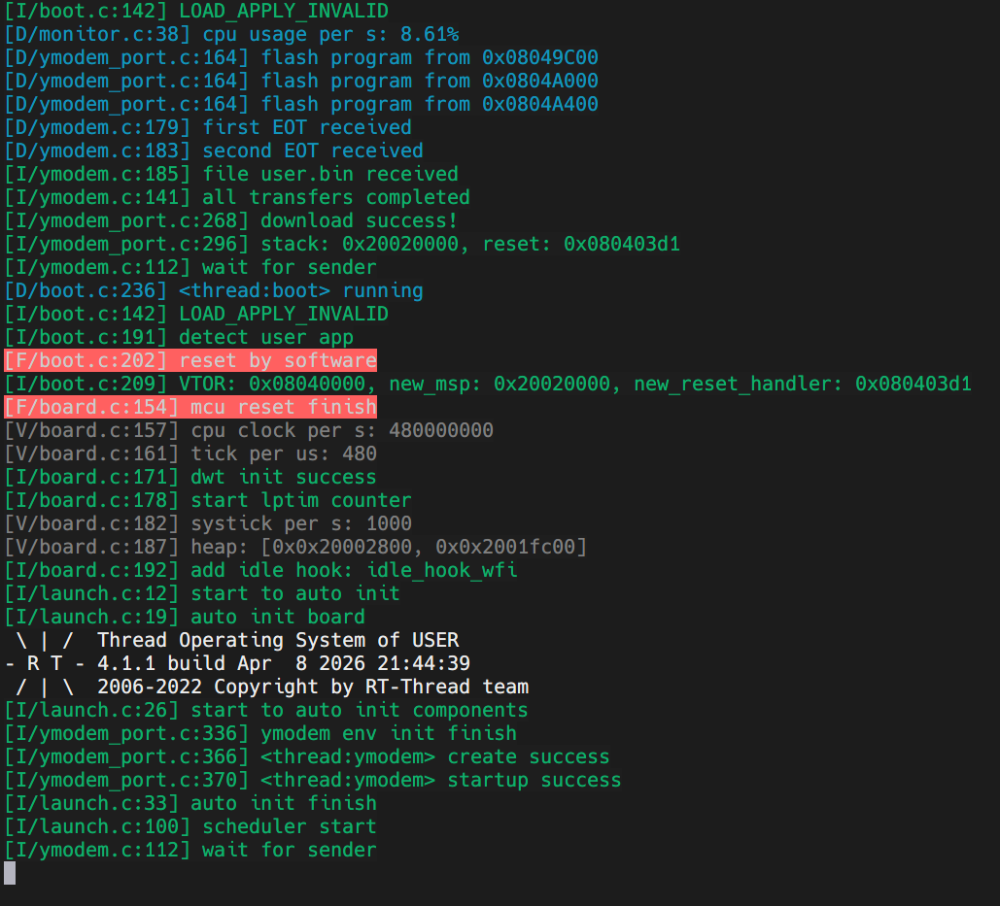 [I/boot.c:142] LOAD_APPLY_INVALID
[D/monitor.c:38] cpu usage per s: 8.61%
[D/ymodem_port.c:164] flash program from 0x08049C00
[D/ymodem_port.c:164] flash program from 0x0804A000
[D/ymodem_port.c:164] flash program from 0x0804A400
[D/ymodem.c:179] first EOT received
[D/ymodem.c:183] second EOT received
[I/ymodem.c:185] file user.bin received
[I/ymodem.c:141] all transfers completed
[I/ymodem_port.c:268] download success!
[I/ymodem_port.c:296] stack: 0x20020000, reset: 0x080403d1
[I/ymodem.c:112] wait for sender
[D/boot.c:236] <thread:boot> running
[I/boot.c:142] LOAD_APPLY_INVALID
[I/boot.c:191] detect user app
[F/boot.c:202] reset by software
[I/boot.c:209] VTOR: 0x08040000, new_msp: 0x20020000, new_reset_handler: 0x080403d1
[F/board.c:154] mcu reset finish
[V/board.c:157] cpu clock per s: 480000000
[V/board.c:161] tick per us: 480
[I/board.c:171] dwt init success
[I/board.c:178] start lptim counter
[V/board.c:182] systick per s: 1000
[V/board.c:187] heap: [0x0x20002800, 0x0x2001fc00]
[I/board.c:192] add idle hook: idle_hook_wfi
[I/launch.c:12] start to auto init
[I/launch.c:19] auto init board
 \ | /  Thread Operating System of USER
- R T - 4.1.1 build Apr  8 2026 21:44:39
 / | \  2006-2022 Copyright by RT-Thread team
[I/launch.c:26] start to auto init components
[I/ymodem_port.c:336] ymodem env init finish
[I/ymodem_port.c:366] <thread:ymodem> create success
[I/ymodem_port.c:370] <thread:ymodem> startup success
[I/launch.c:33] auto init finish
[I/launch.c:100] scheduler start
[I/ymodem.c:112] wait for sender